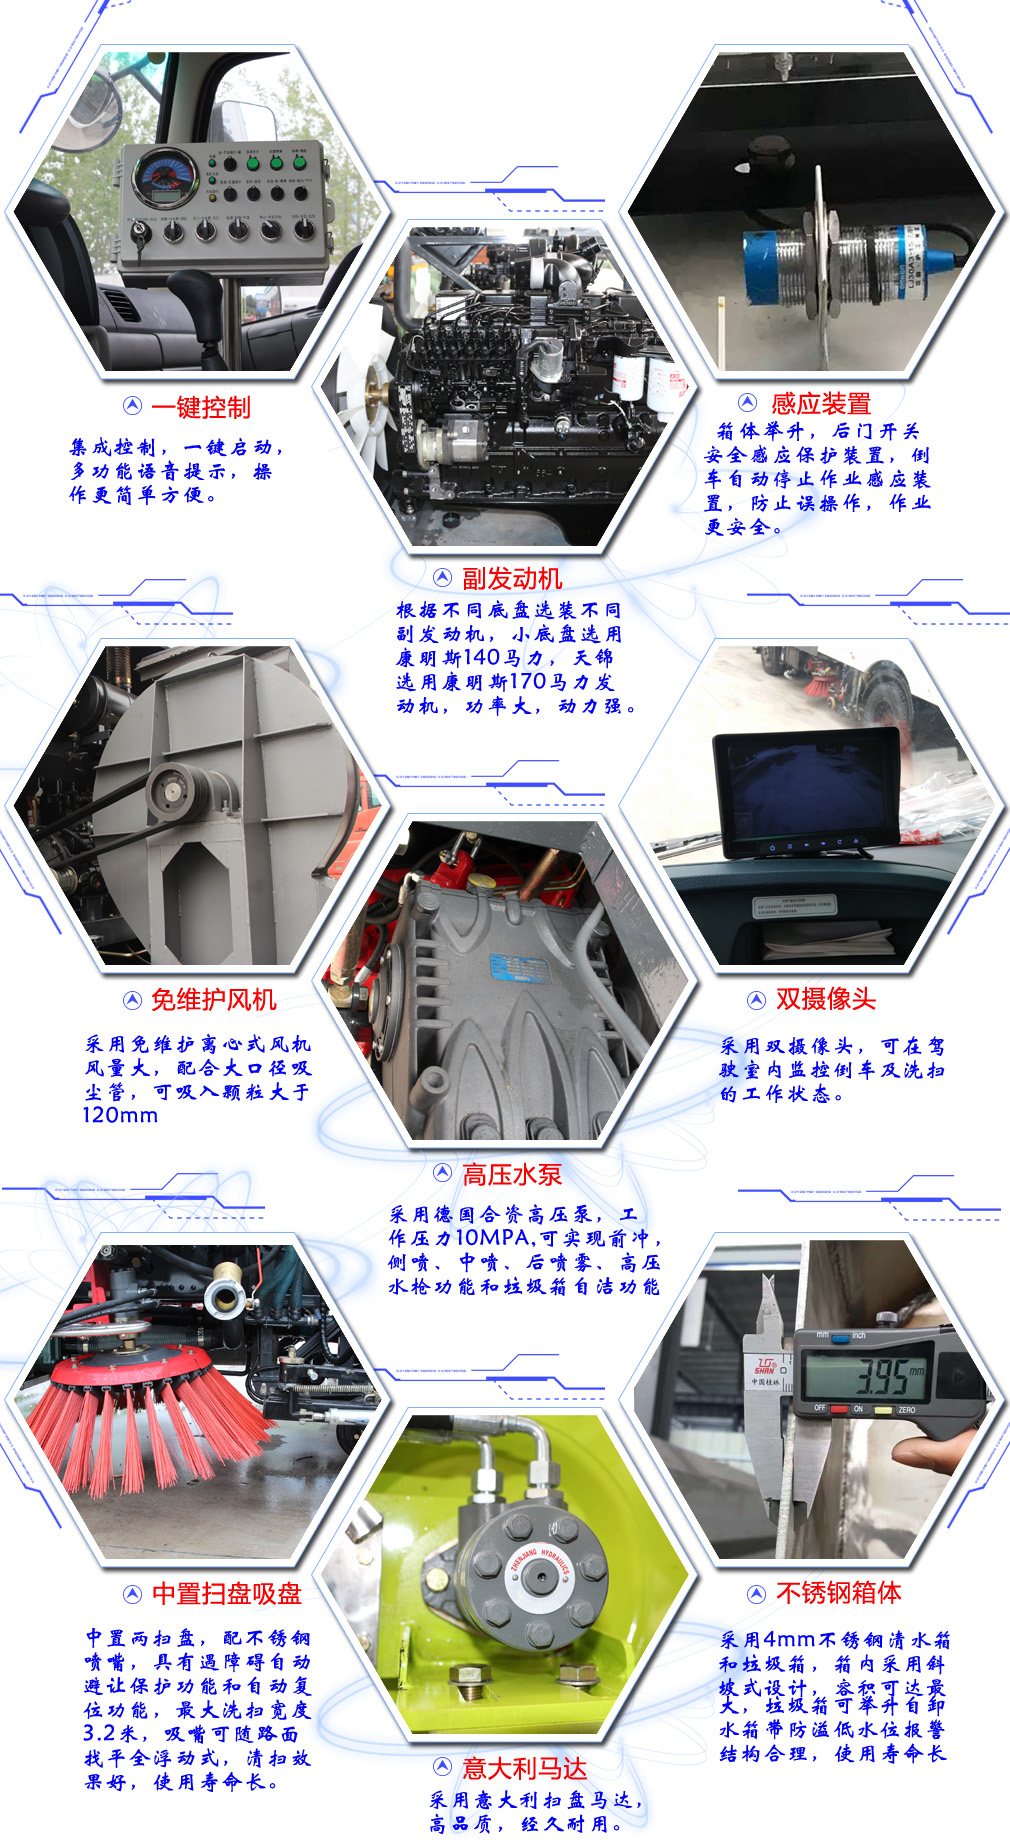 一键控制
集成控制，一键启动，
多功能语音提示，操
作更简单方便。
感应装置
箱体举升，后门开关
安全感应保护装置，倒
车自动停止作业感应装
置，防止误操作，作业
更安全。
副发动机
根据不同底盘选装不同
副发动机，小底盘选用
康明斯140马力，天锦
选用康明斯170马力发
动机，功率大，动力强。
免维护风机
采用免维护离心式风机
风量大，配合大口径吸
尘管，可吸入颗粒大于
120mm
双摄像头
采用双摄像头，可在驾
驶室内监控倒车及洗扫
的工作状态。
高压水泵
采用德国合资高压泵，工
作压力10MPA,可实现前冲，
侧喷、中喷、后喷雾、高压
水枪功能和垃圾箱自洁功能
mm
inch
SHAN
中国桂林
3.95mm
OFF
ON
ZERO
ZHENJIANG HYDRAULICS
中置扫盘吸盘
中置两扫盘，配不锈钢
喷嘴，具有遇障碍自动
避让保护功能和自动复
位功能，最大洗扫宽度
3.2米，吸嘴可随路面
找平全浮动式，清扫效
果好，使用寿命长。
不锈钢箱体
采用4mm不锈钢清水箱
和垃圾箱，箱内采用斜
坡式设计，容积可达最
大，垃圾箱可举升自卸
水箱带防溢低水位报警
结构合理，使用寿命长
意大利马达
采用意大利扫盘马达，
高品质，经久耐用。